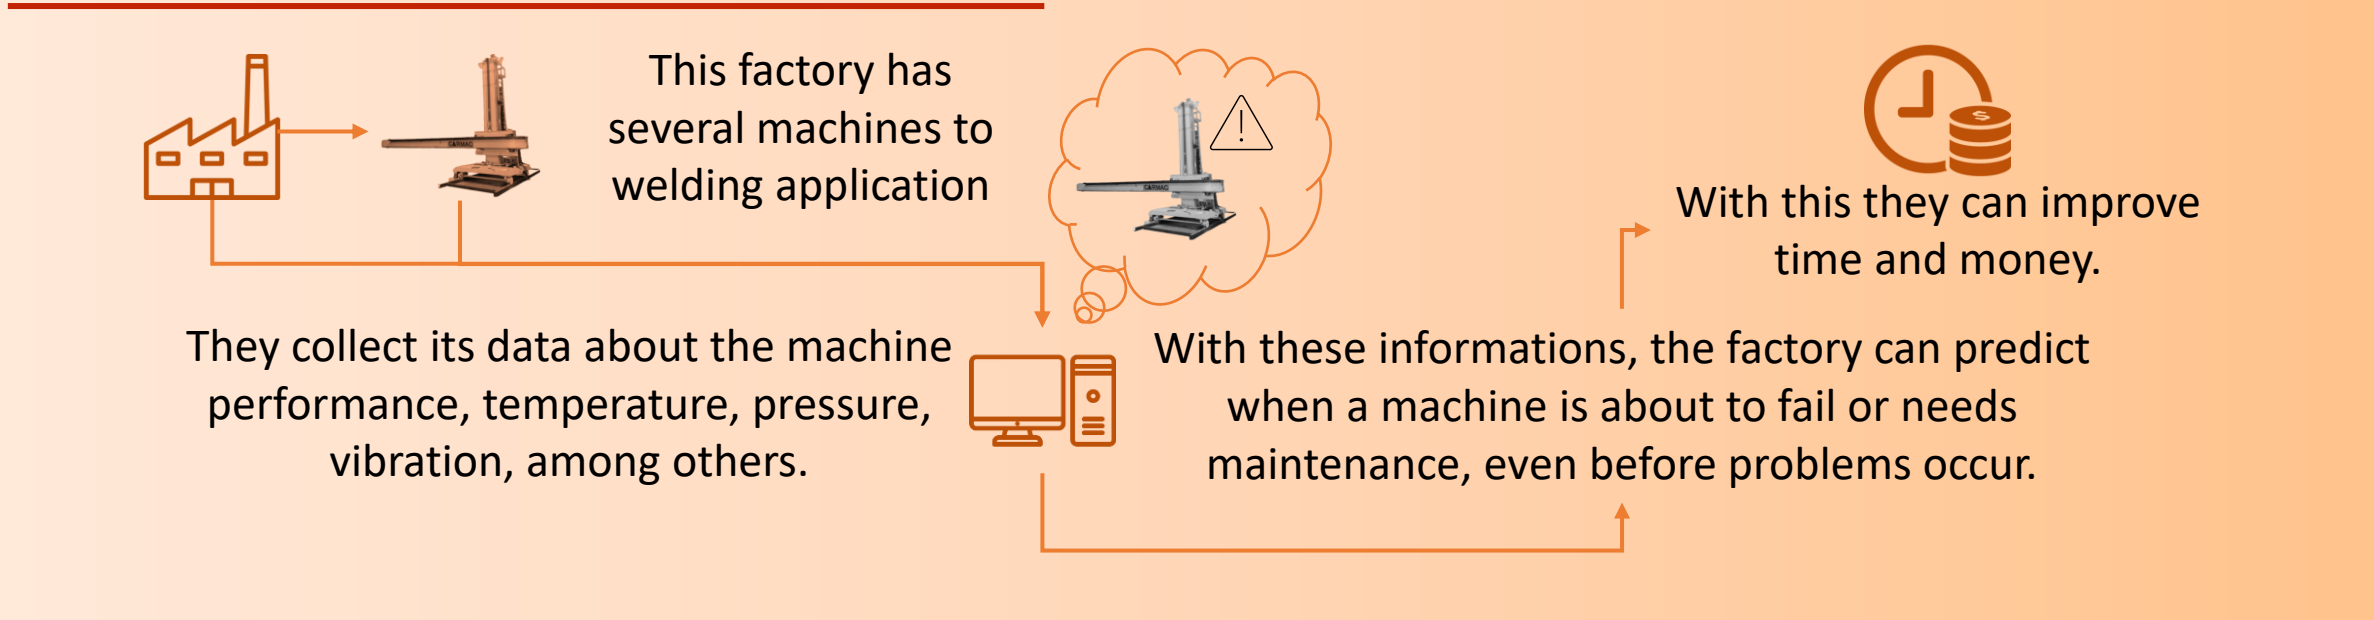 This factory has
several machines to
welding application
CARMAQ
CARMAQ
They collect its data about the machine
performance, temperature, pressure,
vibration, among others.
With these informations, the factory can predict
when a machine is about to fail or needs
maintenance, even before problems occur.
$
With this they can improve
time and money.